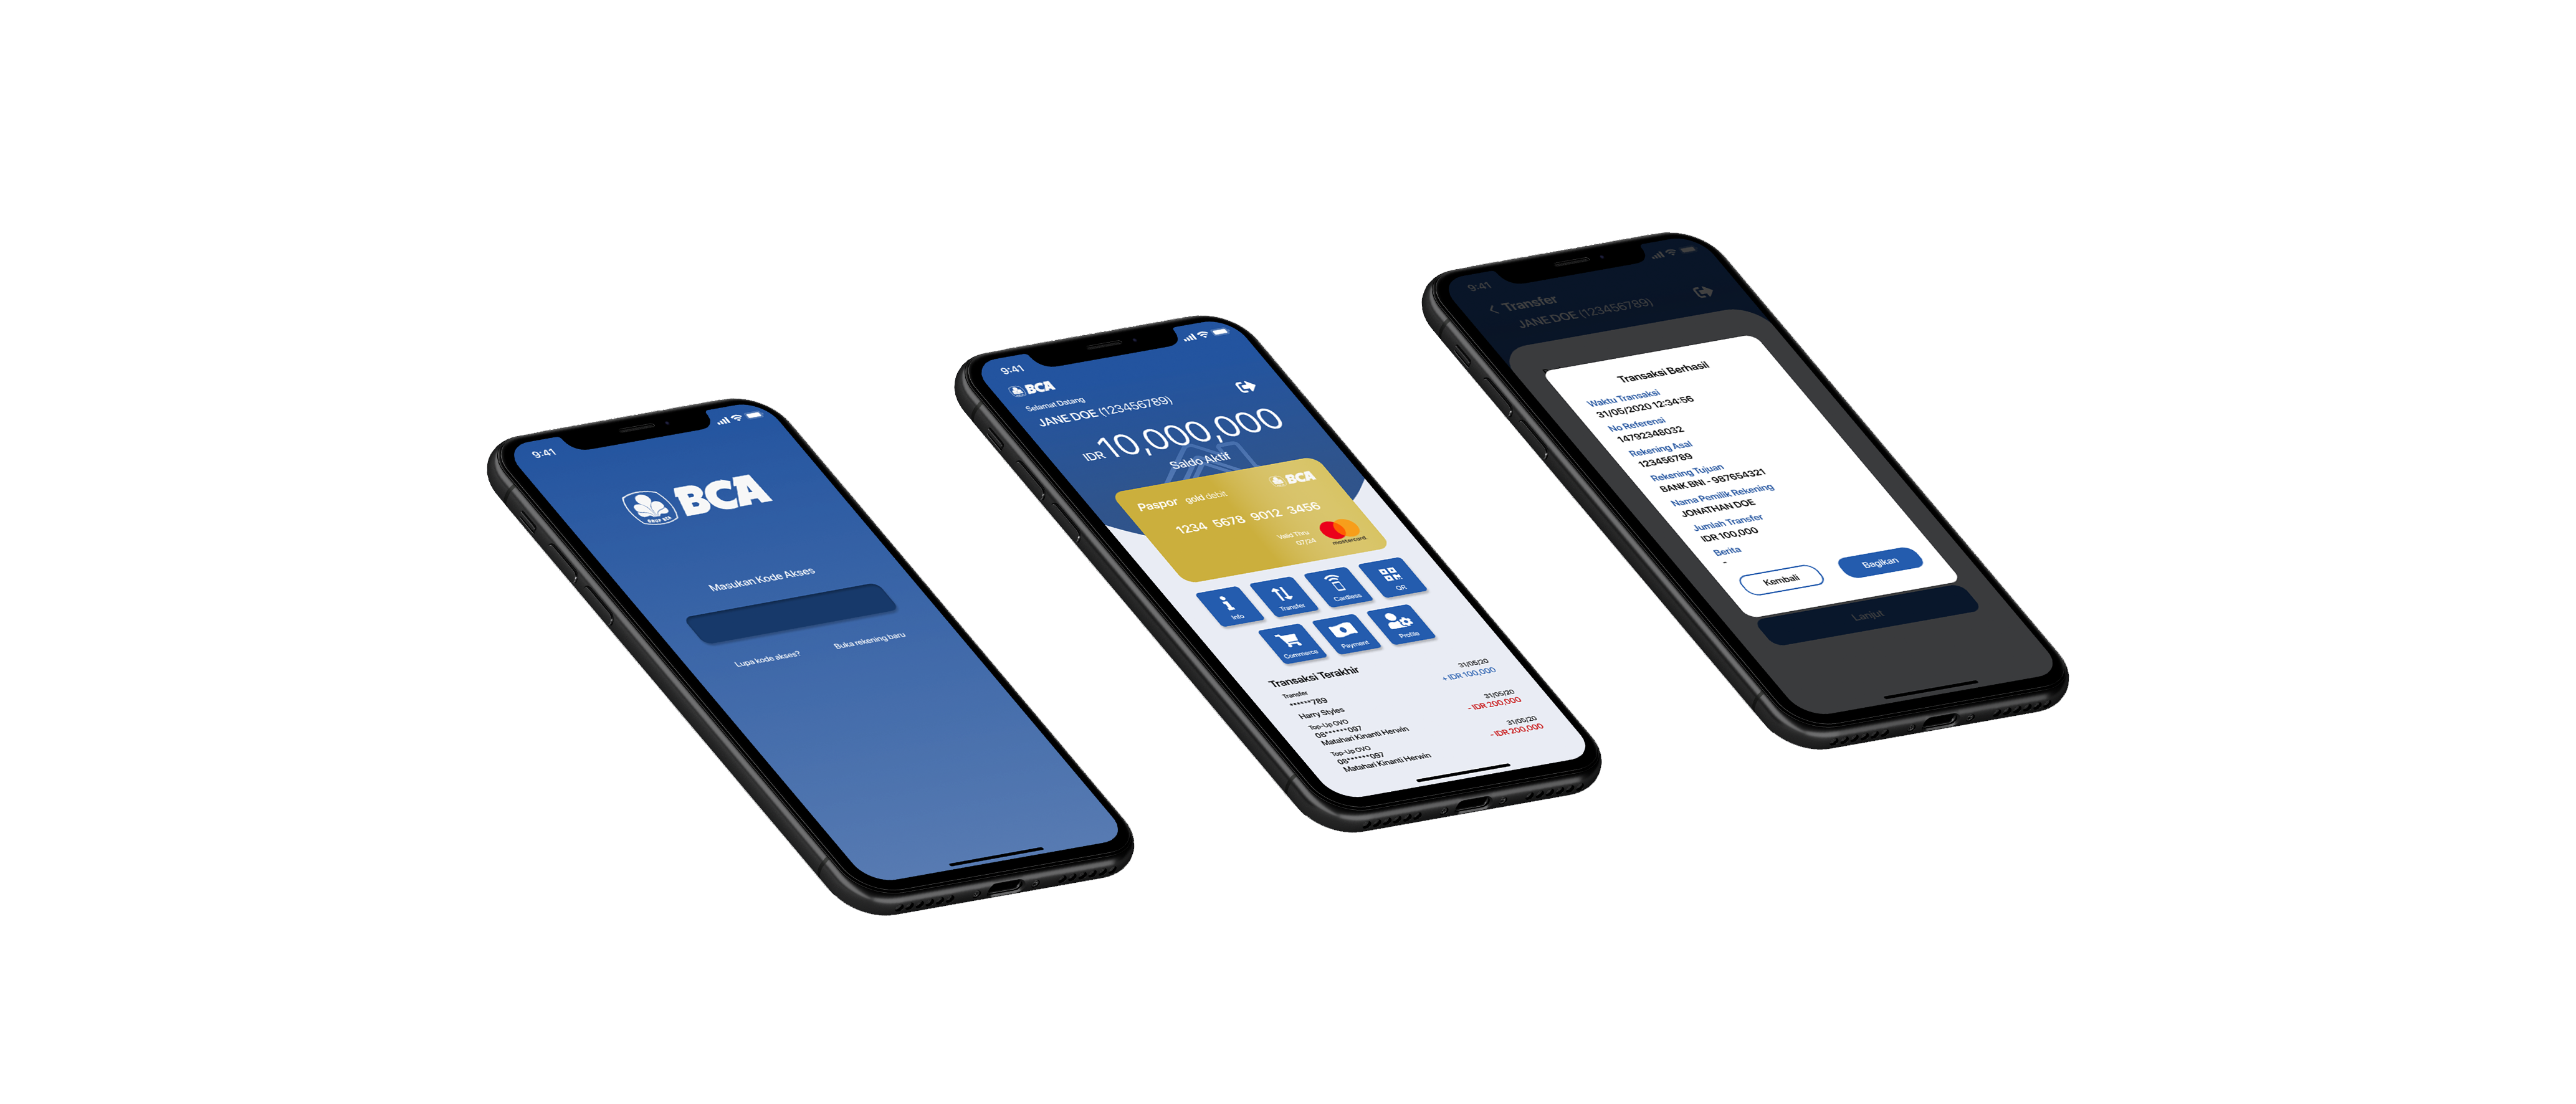 9:41
BCA
GRUP BCA
Masukan Kode Akses
Lupa kode akses?
Buka rekening baru
9:41
BCA
Selamat Datang
JANE DOE (123456789)
IDR 10,000,000
Saldo Aktif
Paspor gold debit
BCA
1234 5678 9012 3456
Valid Thru
07/24
mastercard
Info
Transfer
Cardless
QR
Commerce
Payment
Profile
Transaksi Terakhir
Transfer
******789
Harry Styles
31/05/20
+ IDR 100,000
Top-Up OVO
08******097
Matahari Kinanti Herwin
31/05/20
- IDR 200,000
Top-Up OVO
08******097
Matahari Kinanti Herwin
31/05/20
- IDR 200,000
9:41
Transfer
JANE DOE (123456789)
Transaksi Berhasil
Waktu Transaksi
31/05/2020 12:34:56
No Referensi
14792348032
Rekening Asal
123456789
Rekening Tujuan
BANK BNI - 987654321
Nama Pemilik Rekening
JONATHAN DOE
Jumlah Transfer
IDR 100,000
Berita
-
Kembali
Bagikan
Lanjut